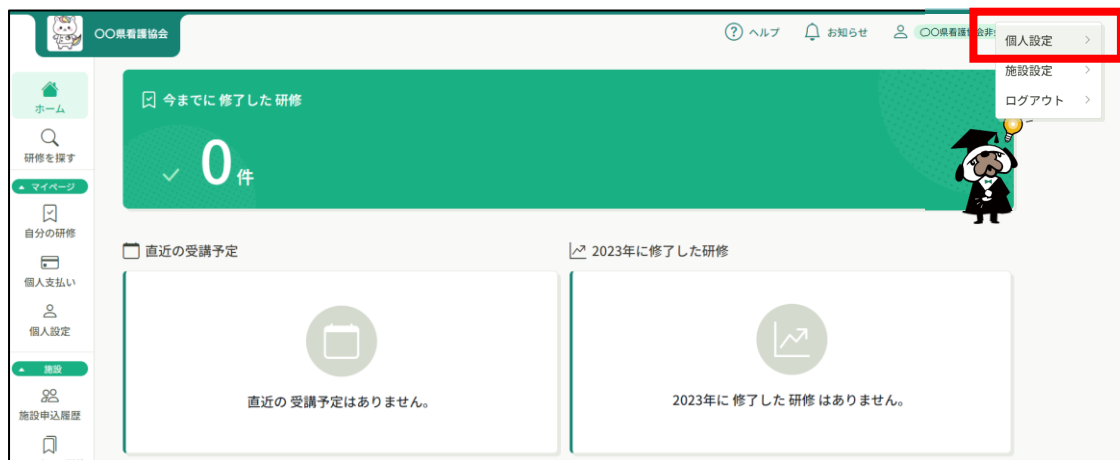 〇〇県看護協会
ヘルプ
お知らせ
〇〇県看護
個人設定
施設設定
ログアウト
ホーム
研修を探す
マイページ
自分の研修
個人支払い
個人設定
施設
施設申込履歴
今までに 修了した 研修
0 件
直近の受講予定
直近の 受講予定はありません。
2023年に修了した研修
2023年に 修了した 研修 はありません。